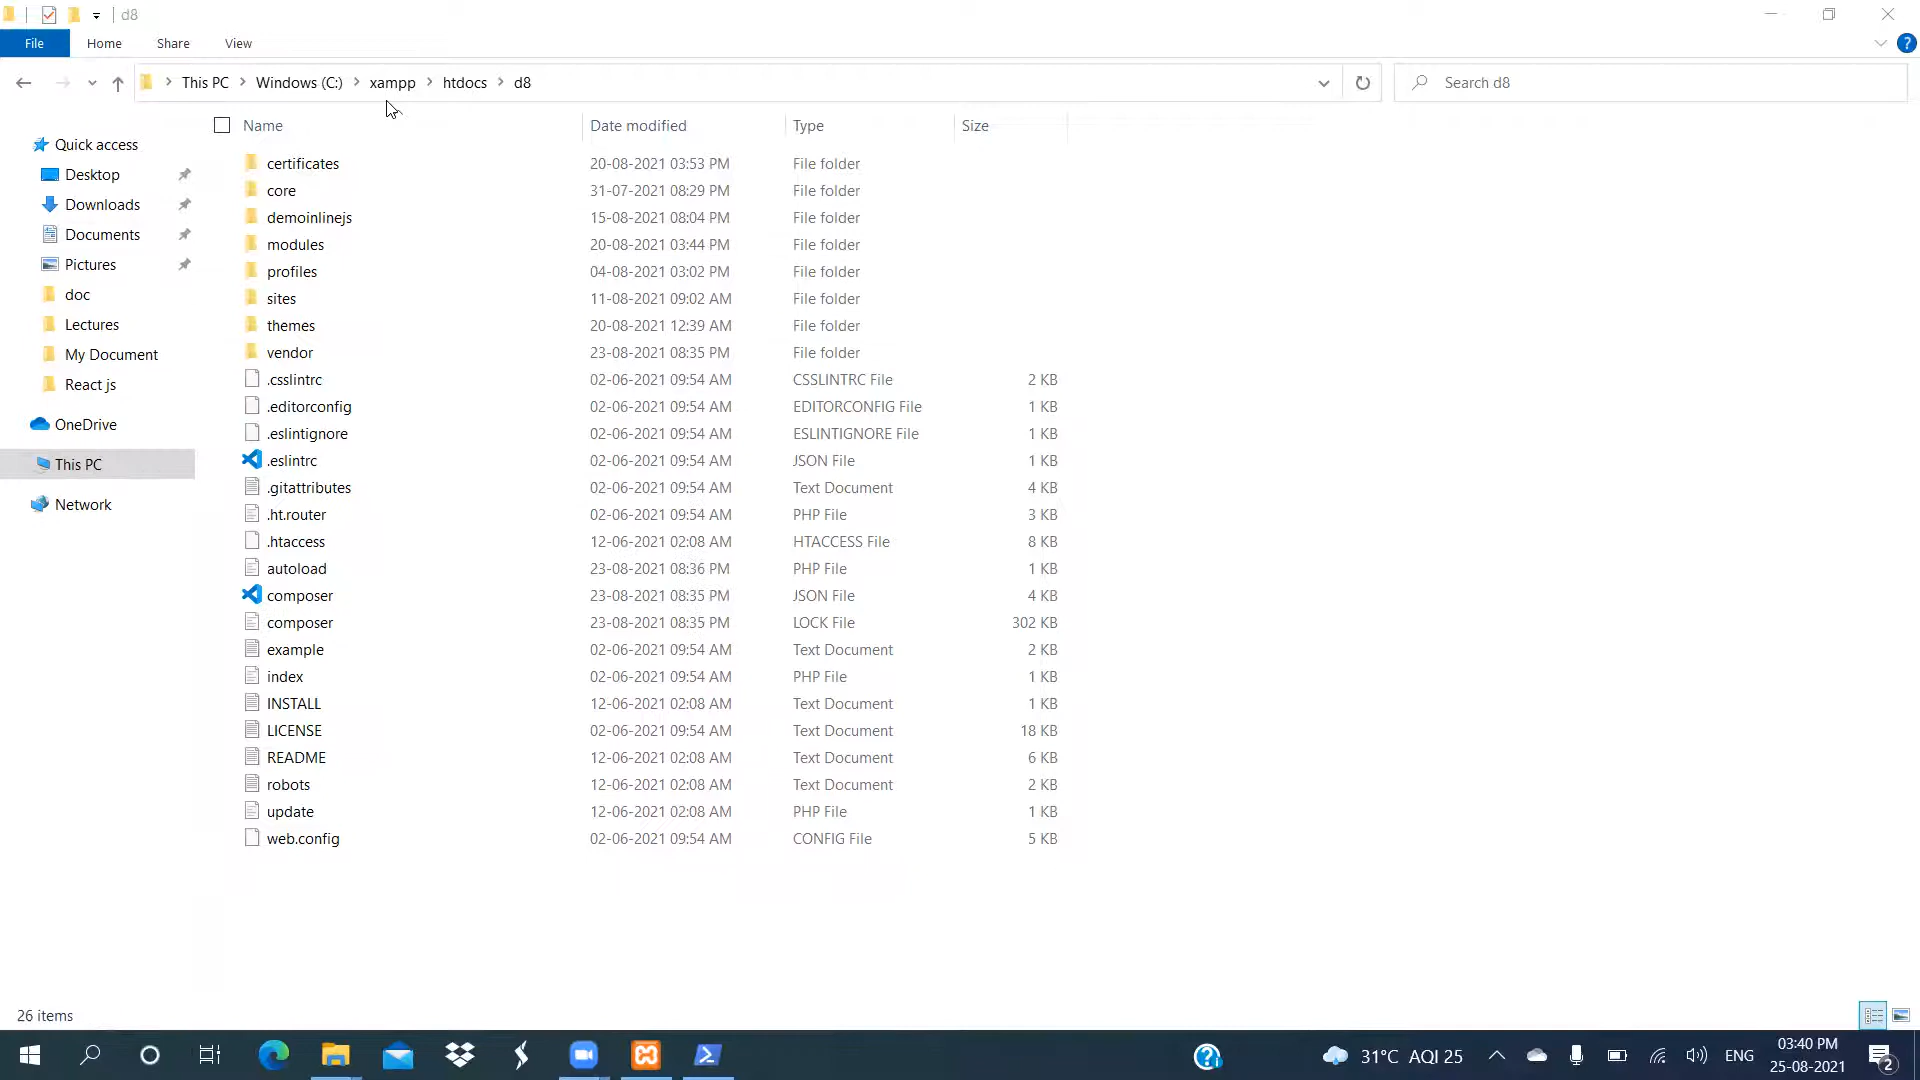 d8
File Home Share View
This PC Windows (C:) xampp htdocs d8
Search d8
Name Date modified Type Size
Quick access
Desktop
Downloads
Documents
Pictures
doc
Lectures
My Document
React js
OneDrive
This PC
Network
certificates 20-08-2021 03:53 PM File folder
core 31-07-2021 08:29 PM File folder
demoinlinejs 15-08-2021 08:04 PM File folder
modules 20-08-2021 03:44 PM File folder
profiles 04-08-2021 03:02 PM File folder
sites 11-08-2021 09:02 AM File folder
themes 20-08-2021 12:39 AM File folder
vendor 23-08-2021 08:35 PM File folder
.csslintrc 02-06-2021 09:54 AM CSSLINTRC File 2 KB
.editorconfig 02-06-2021 09:54 AM EDITORCONFIG File 1 KB
.eslintignore 02-06-2021 09:54 AM ESLINTIGNORE File 1 KB
.eslintrc 02-06-2021 09:54 AM JSON File 1 KB
.gitattributes 02-06-2021 09:54 AM Text Document 4 KB
.ht.router 02-06-2021 09:54 AM PHP File 3 KB
.htaccess 12-06-2021 02:08 AM HTACCESS File 8 KB
autoload 23-08-2021 08:36 PM PHP File 1 KB
composer 23-08-2021 08:35 PM JSON File 4 KB
composer 23-08-2021 08:35 PM LOCK File 302 KB
example 02-06-2021 09:54 AM Text Document 2 KB
index 02-06-2021 09:54 AM PHP File 1 KB
INSTALL 12-06-2021 02:08 AM Text Document 1 KB
LICENSE 02-06-2021 09:54 AM Text Document 18 KB
README 12-06-2021 02:08 AM Text Document 6 KB
robots 12-06-2021 02:08 AM Text Document 2 KB
update 12-06-2021 02:08 AM PHP File 1 KB
web.config 02-06-2021 09:54 AM CONFIG File 5 KB
26 items
31°C AQI 25 ENG 03:40 PM
25-08-2021
2